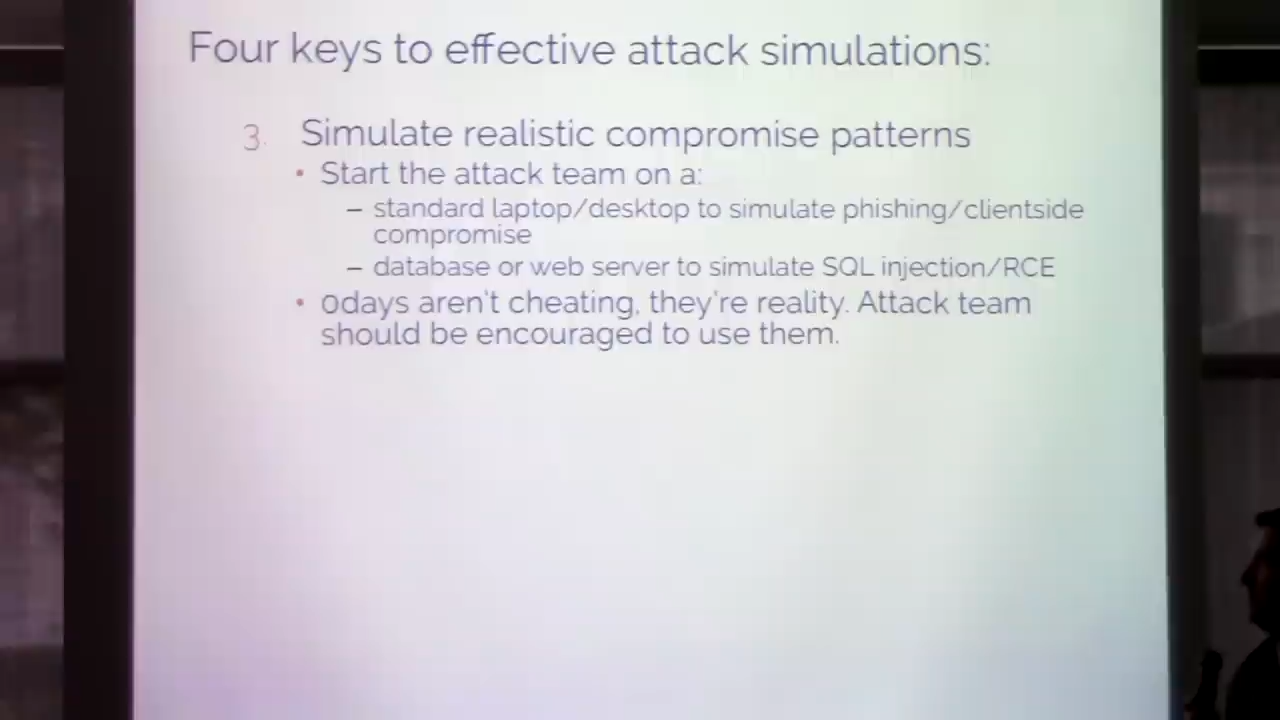 Four keys to effective attack simulations:
3. Simulate realistic compromise patterns
• Start the attack team on a:
– standard laptop/desktop to simulate phishing/clientside
compromise
– database or web server to simulate SQL injection/RCE
• 0days aren't cheating, they're reality. Attack team
should be encouraged to use them.